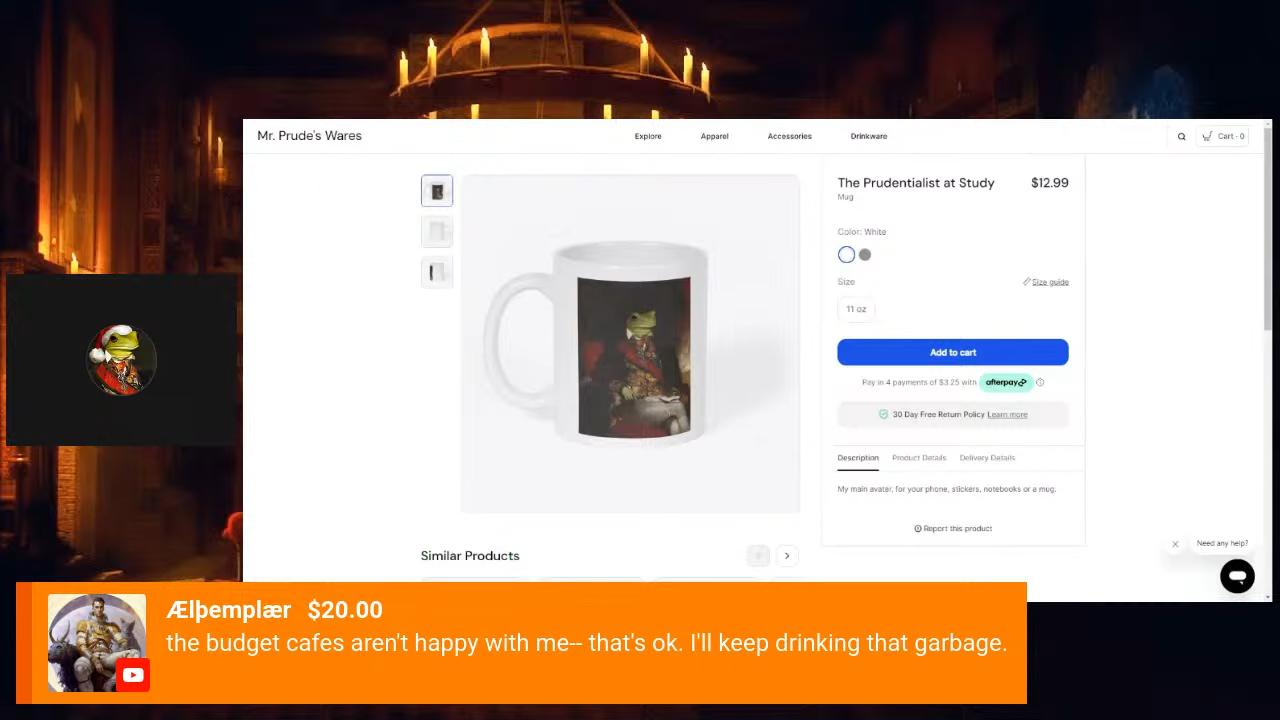 Mr. Prude's Wares
Explore
Apparel
Accessories
Drinkware
Cart · 0
The Prudentialist at Study
$12.99
Mug
Color: White
Size
Size guide
11 oz
Add to cart
Pay in 4 payments of $3.25 with afterpay
30 Day Free Return Policy Learn more
Description
Product Details
Delivery Details
My main avatar, for your phone, stickers, notebooks or a mug.
Report this product
Similar Products
Need any help?
Ælþemplær $20.00
the budget cafes aren't happy with me-- that's ok. I'll keep drinking that garbage.